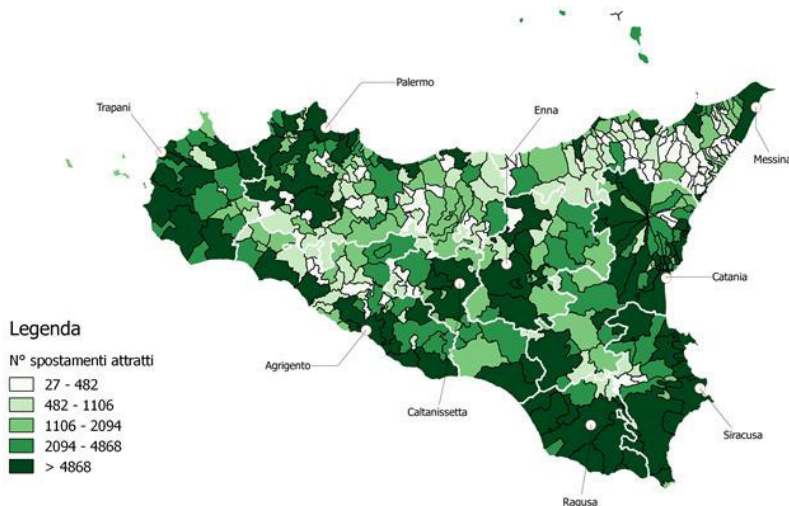 Palermo
Trapani
Enna
Messina
Catania
Legenda
N° spostamenti attratti
27 - 482
482 - 1106
1106 - 2094
2094 - 4868
> 4868
Agrigento
Caltanissetta
Siracusa
Ragusa